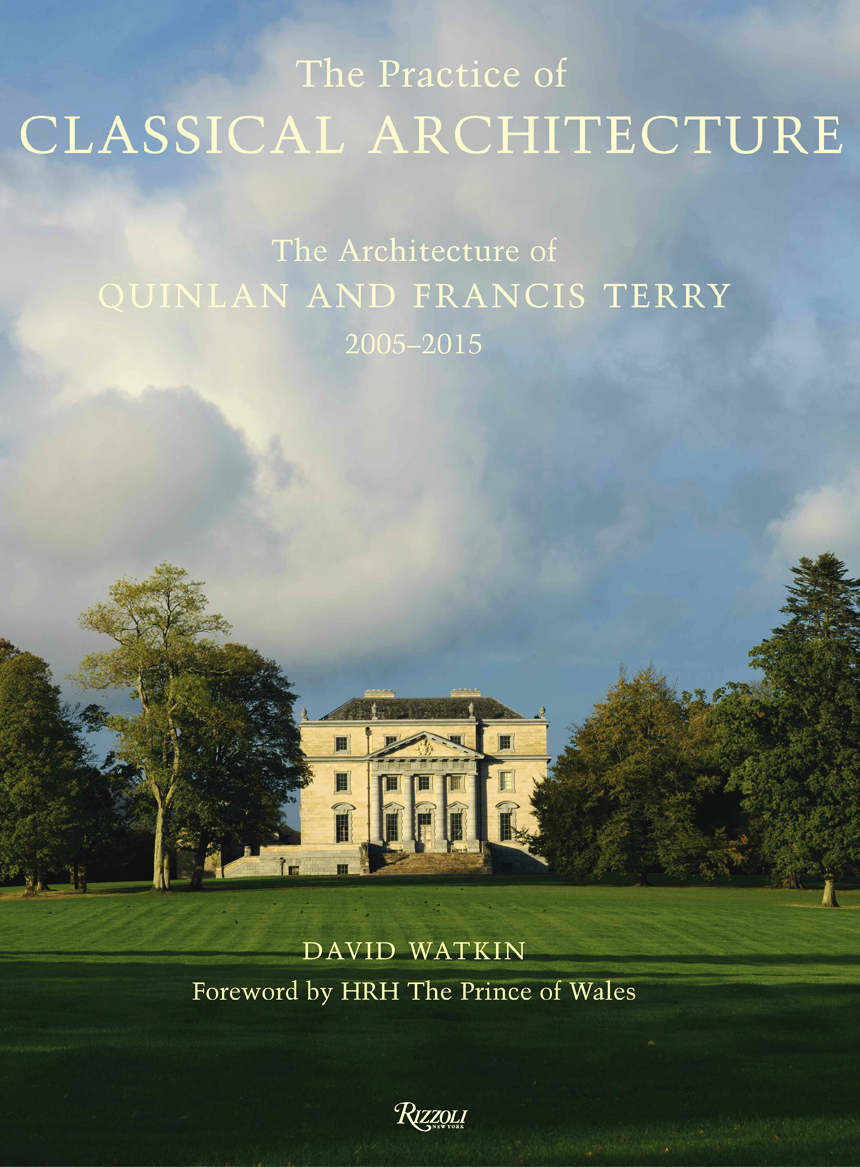 The Practice of
CLASSICAL ARCHITECTURE
The Architecture of
QUINLAN AND FRANCIS TERRY
2005–2015
DAVID WATKIN
Foreword by HRH The Prince of Wales
RIZZOLI
NEW YORK